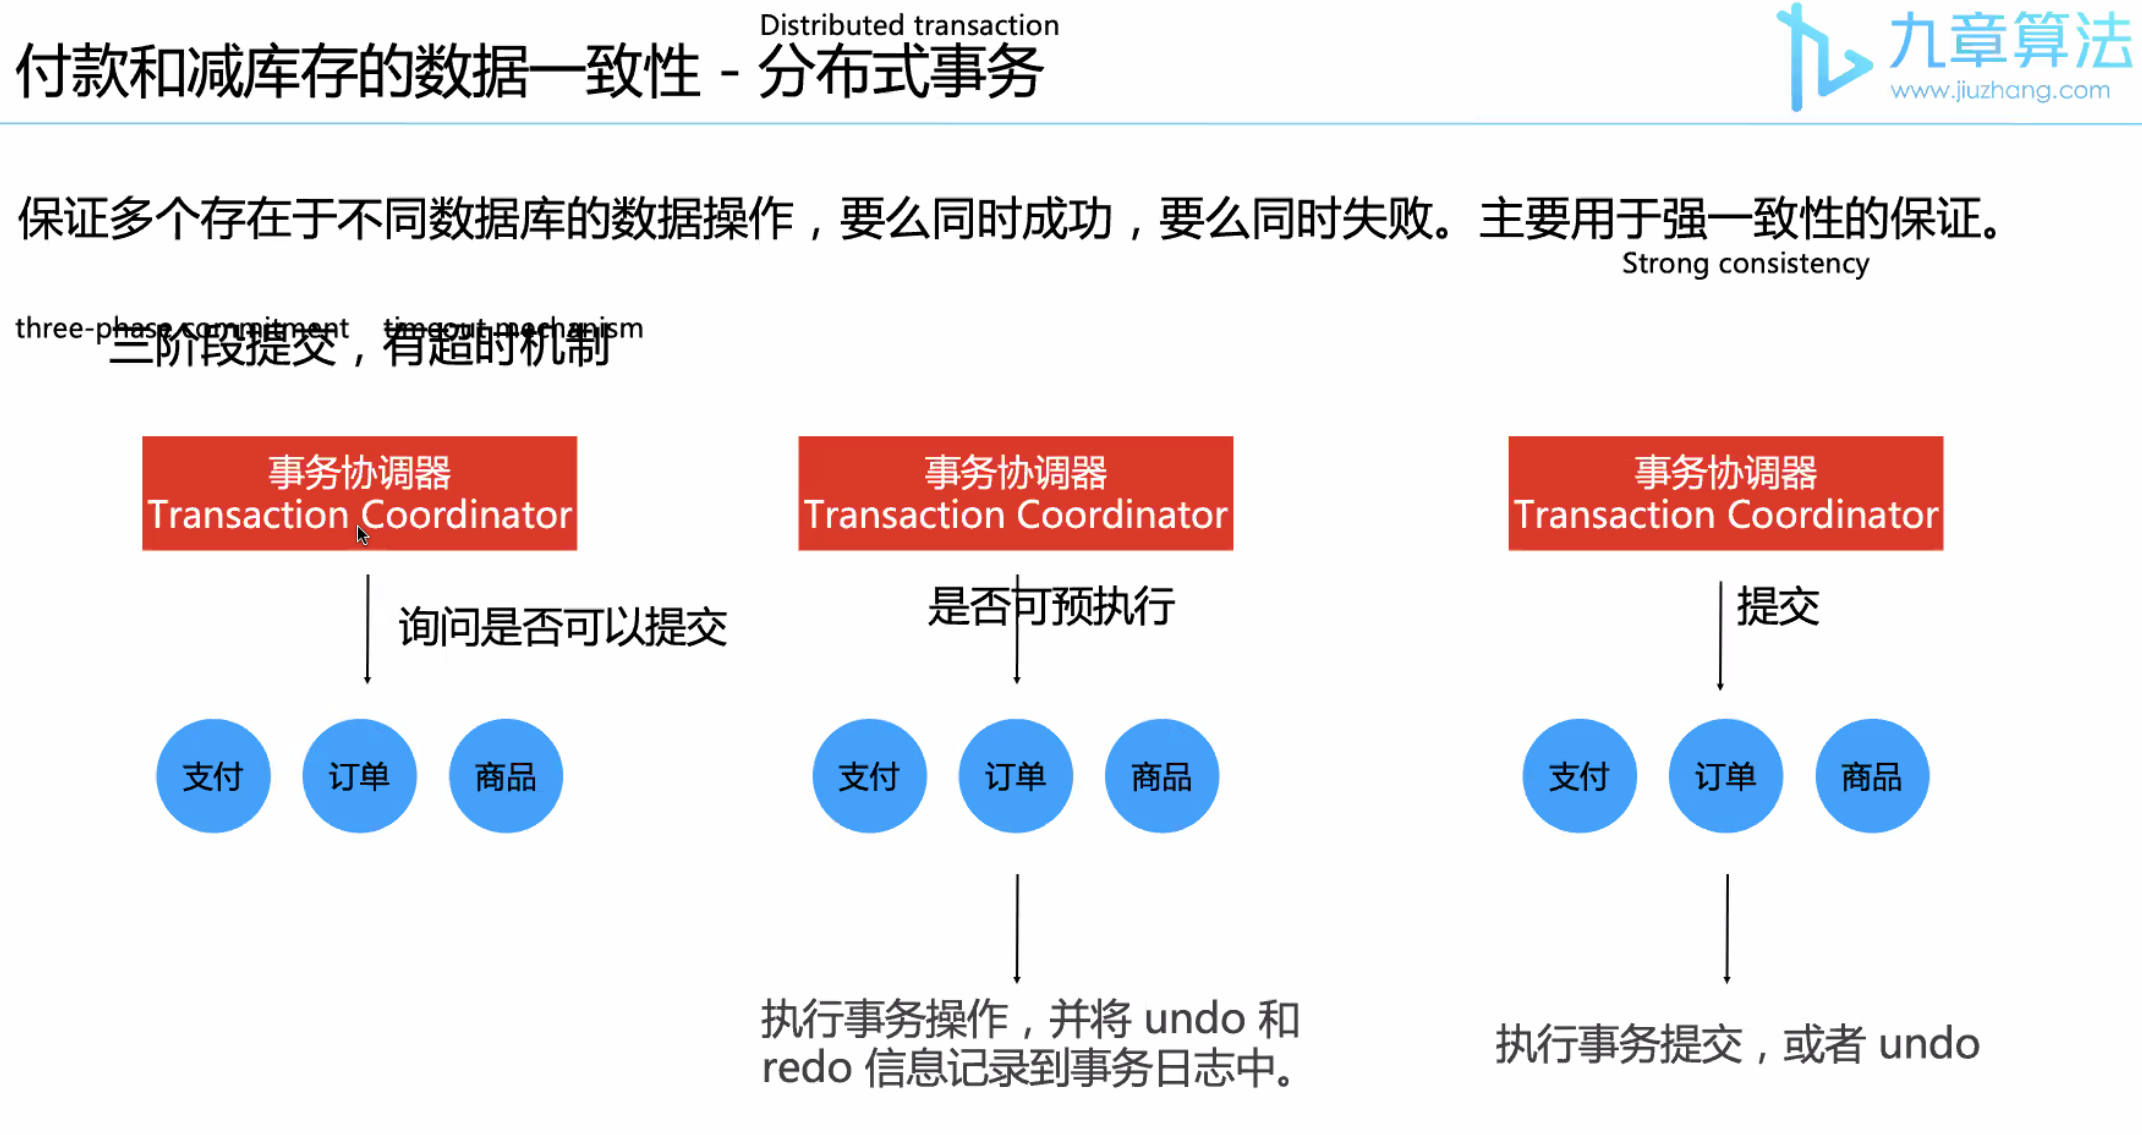 Distributed transaction
付款和减库存的数据一致性 - 分布式事务
九章算法
www.jiuzhang.com
保证多个存在于不同数据库的数据操作，要么同时成功，要么同时失败。主要用于强一致性的保证。
Strong consistency
three-phase commitment timeout mechanism
三阶段提交，有超时机制
事务协调器
Transaction Coordinator
事务协调器
Transaction Coordinator
事务协调器
Transaction Coordinator
询问是否可以提交
是否可预执行
提交
支付 订单 商品
支付 订单 商品
支付 订单 商品
执行事务操作，并将 undo 和
redo 信息记录到事务日志中。
执行事务提交，或者 undo